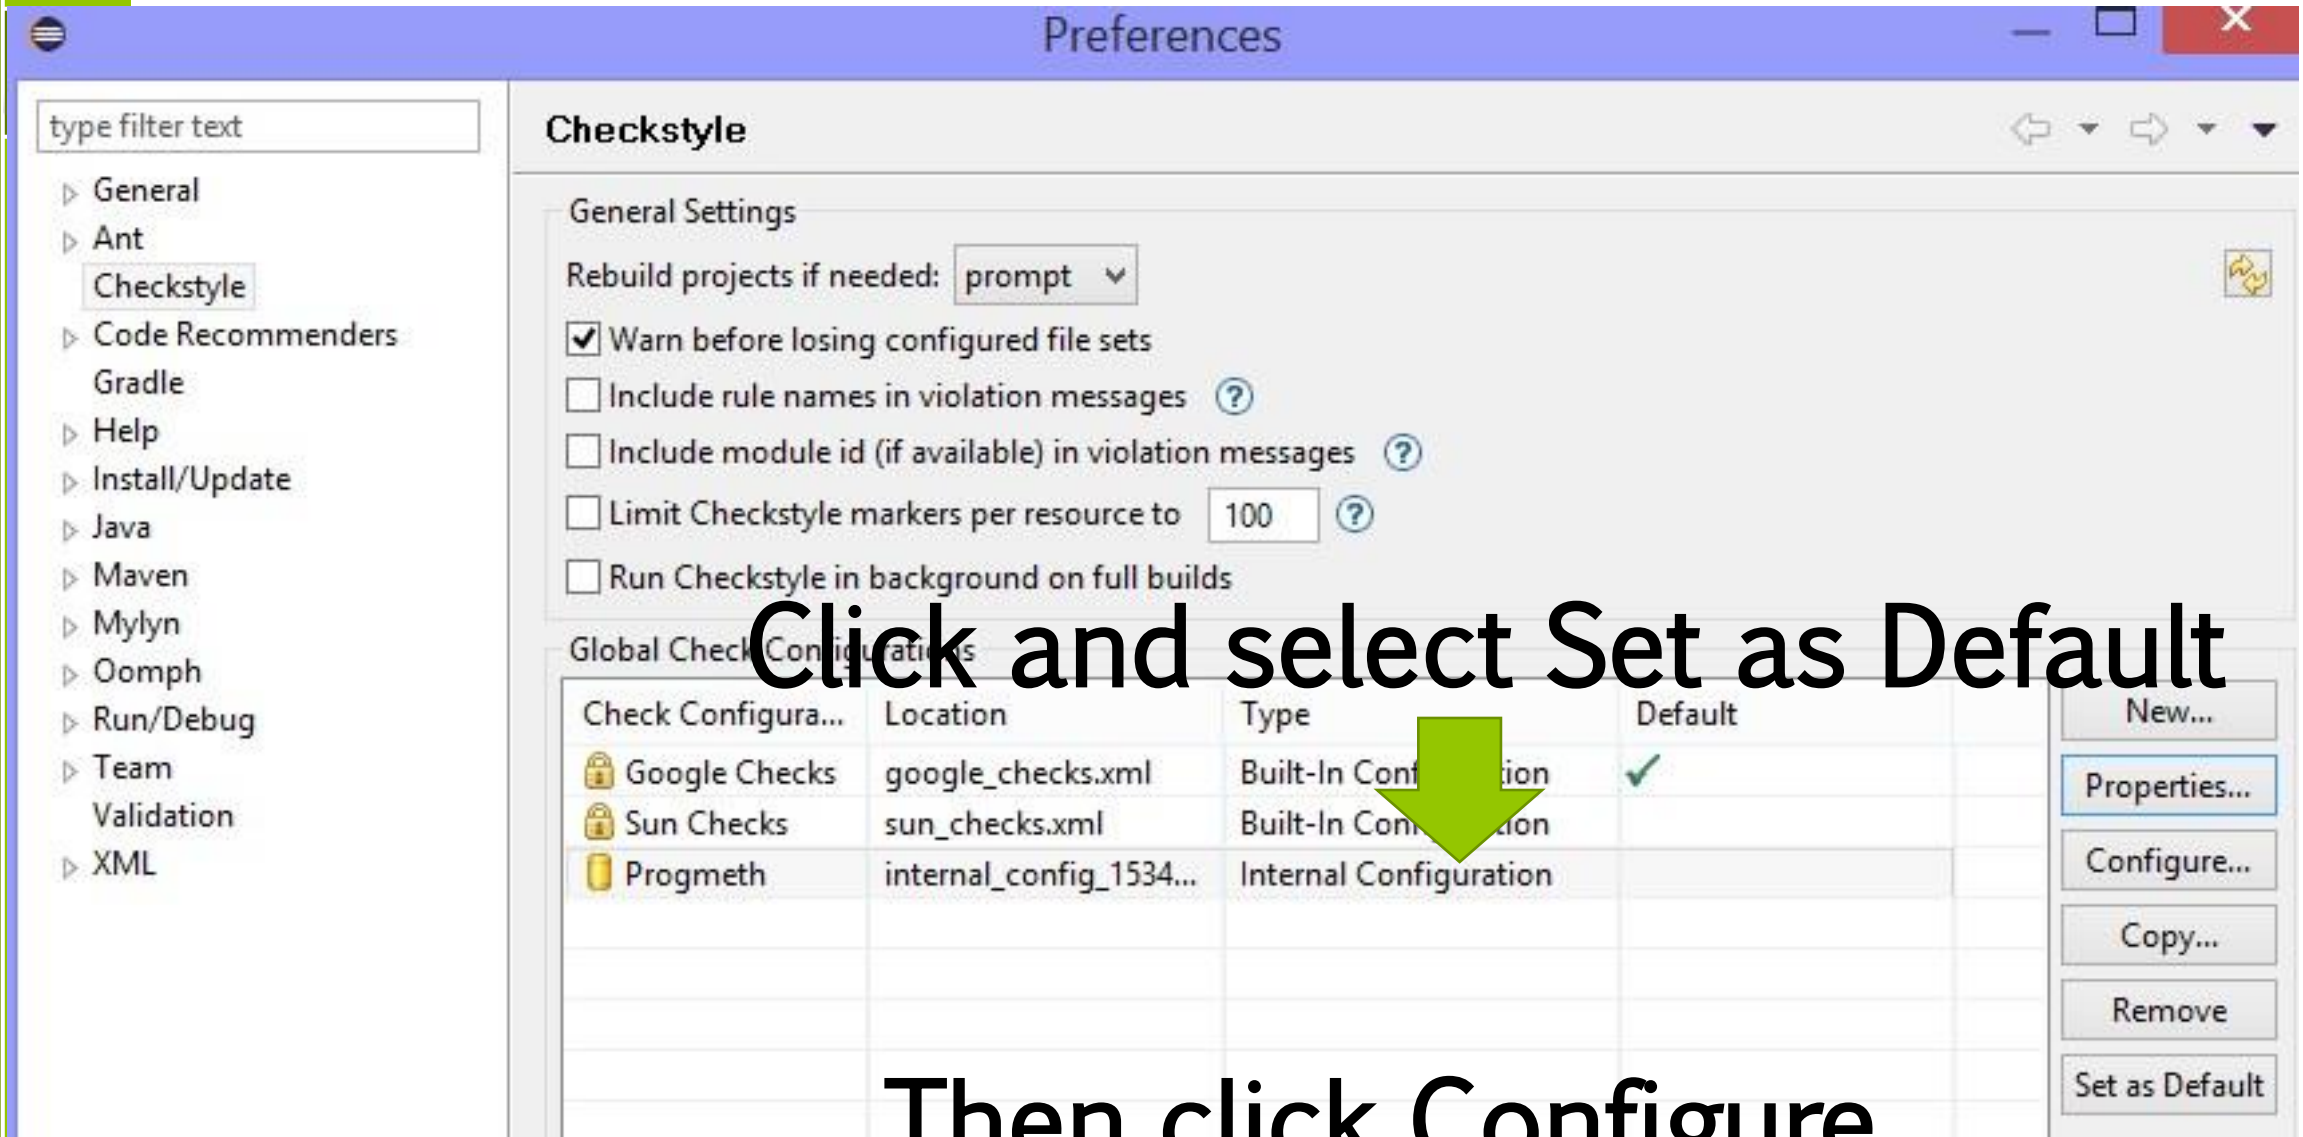 Preferences
type filter text
General
Ant
Checkstyle
Code Recommenders
Gradle
Help
Install/Update
Java
Maven
Mylyn
Oomph
Run/Debug
Team
Validation
XML
Checkstyle
General Settings
Rebuild projects if needed: prompt
Warn before losing configured file sets
Include rule names in violation messages
Include module id (if available) in violation messages
Limit Checkstyle markers per resource to 100
Run Checkstyle in background on full builds
Click and select Set as Default
Global Check Configurations
Check Configura... Location Type Default
Google Checks google_checks.xml Built-In
Sun Checks sun_checks.xml Built-In
Progmeth internal_config_1534... Internal Configuration
New...
Properties...
Configure...
Copy...
Remove
Set as Default
Then click Configure